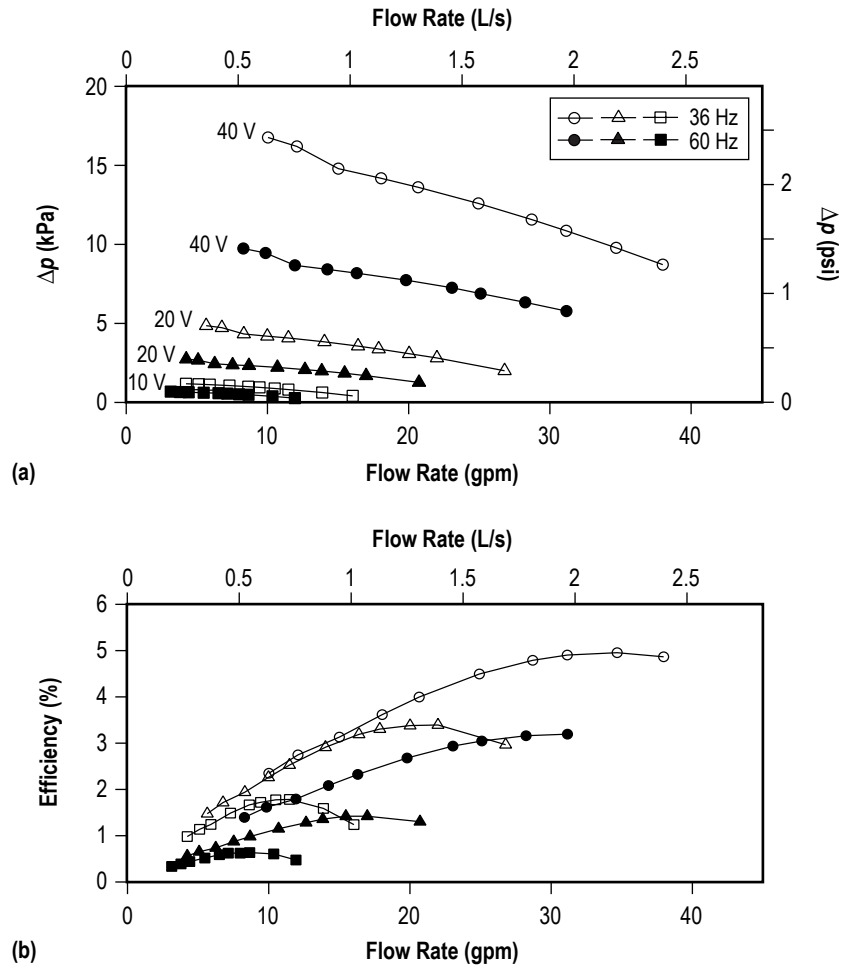 Flow Rate (L/s)
0 0.5 1 1.5 2 2.5
20
15
10
5
0
Δp (kPa)
40 V
40 V
20 V
20 V
10 V
36 Hz
60 Hz
2
1
0
Δp (psi)
0 10 20 30 40
Flow Rate (gpm)
(a)
Flow Rate (L/s)
0 0.5 1 1.5 2 2.5
6
5
4
3
2
1
0
Efficiency (%)
0 10 20 30 40
Flow Rate (gpm)
(b)